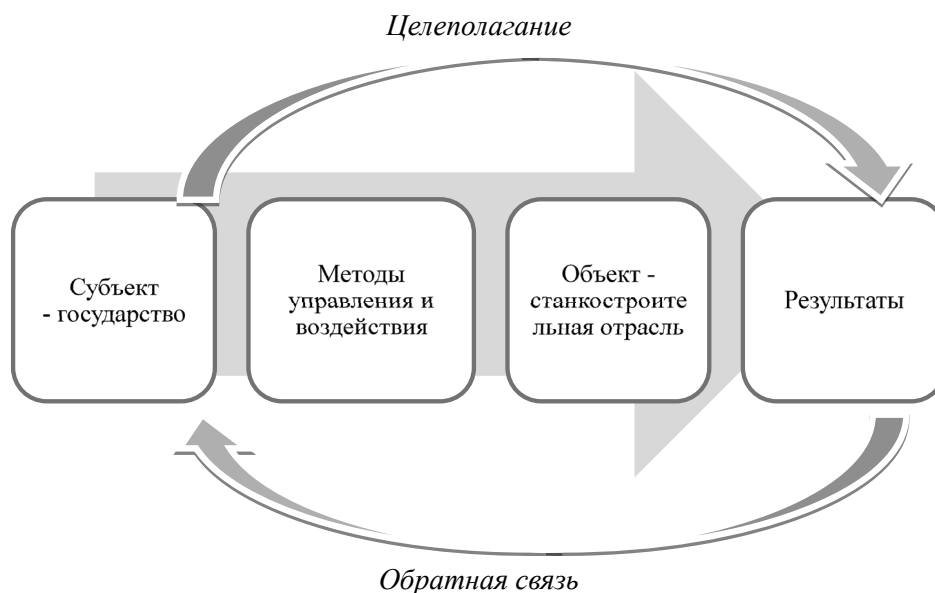 Целеполагание
Субъект
- государство
Методы
управления и
воздействия
Объект -
станкостроите
льная отрасль
Результаты
Обратная связь